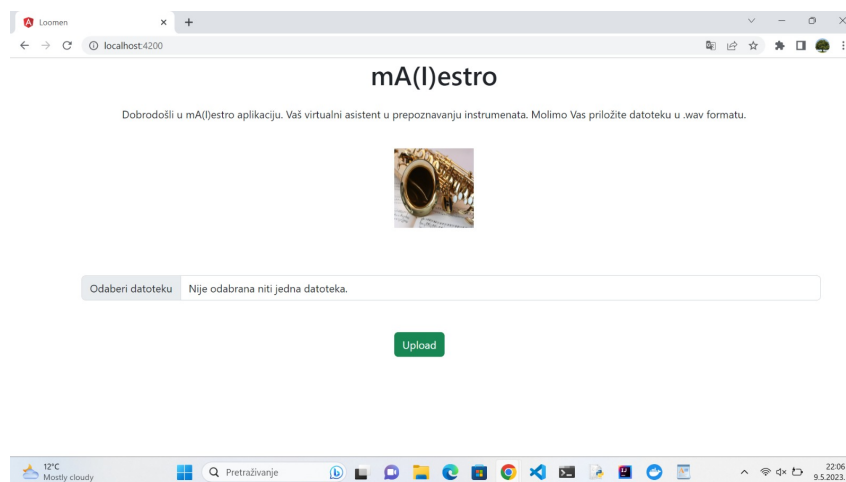 Loomen
localhost:4200
mA(I)estro
Dobrodošli u mA(I)estro aplikaciju. Vaš virtualni asistent u prepoznavanju instrumenata. Molimo Vas priložite datoteku u .wav formatu.
Odaberi datoteku Nije odabrana niti jedna datoteka.
Upload
12°C
Mostly cloudy
Pretraživanje
22:06
9.5.2023.